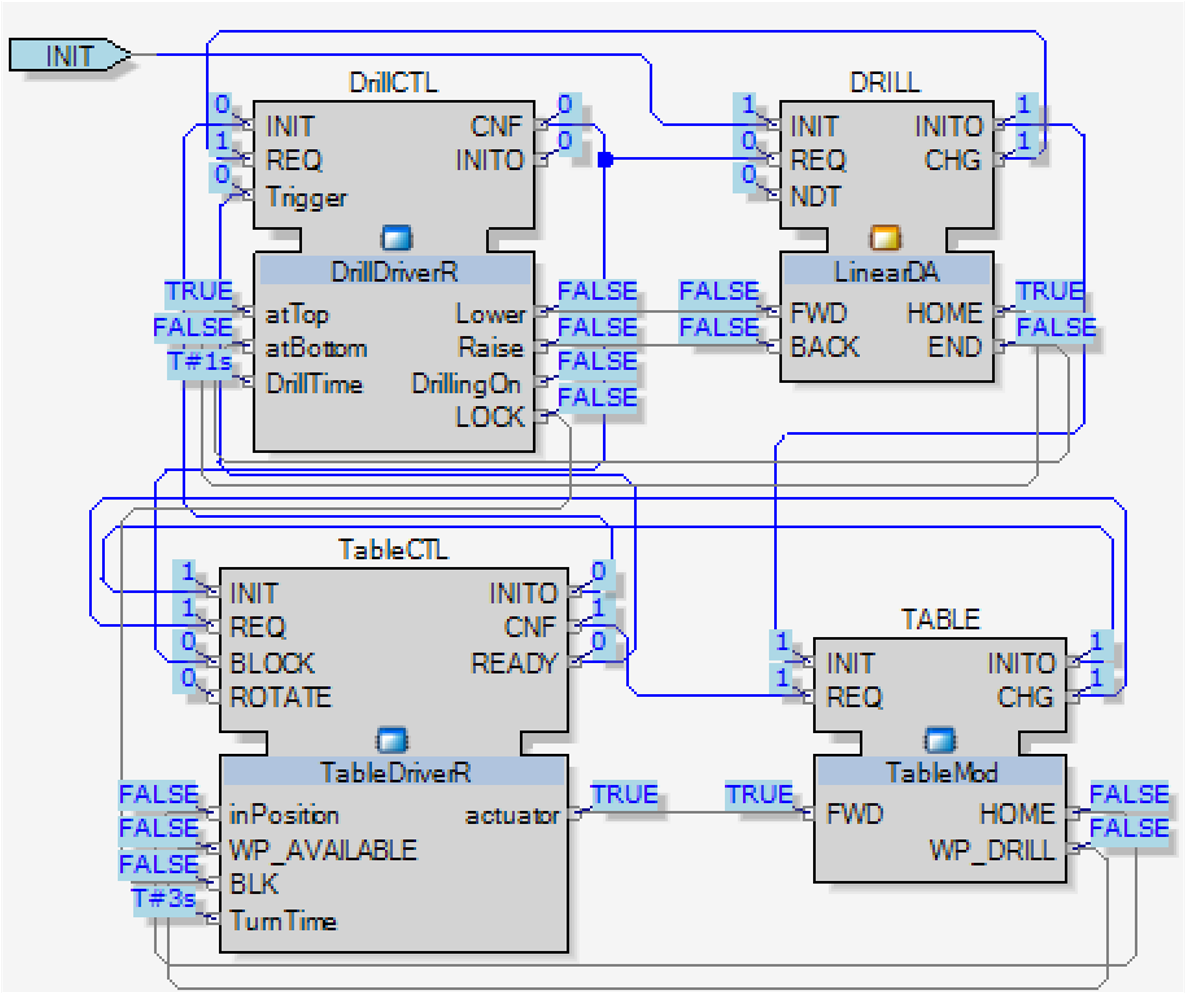 INIT
DrillCTL
0 INIT CNF 0
1 REQ INITO 0
0 Trigger
DrillDriverR
TRUE atTop Lower FALSE
FALSE atBottom Raise FALSE
T#1s DrillTime DrillingOn FALSE
LOCK FALSE
DRILL
1 INIT INITO 1
0 REQ CHG 1
0 NDT
LinearDA
FALSE FWD HOME TRUE
FALSE BACK END FALSE
TableCTL
1 INIT INITO 0
1 REQ CNF 1
0 BLOCK READY 0
0 ROTATE
TableDriverR
FALSE inPosition actuator TRUE
FALSE WP_AVAILABLE
FALSE BLK
T#3s TurnTime
TABLE
1 INIT INITO 1
1 REQ CHG 1
TableMod
TRUE FWD HOME FALSE
WP_DRILL FALSE